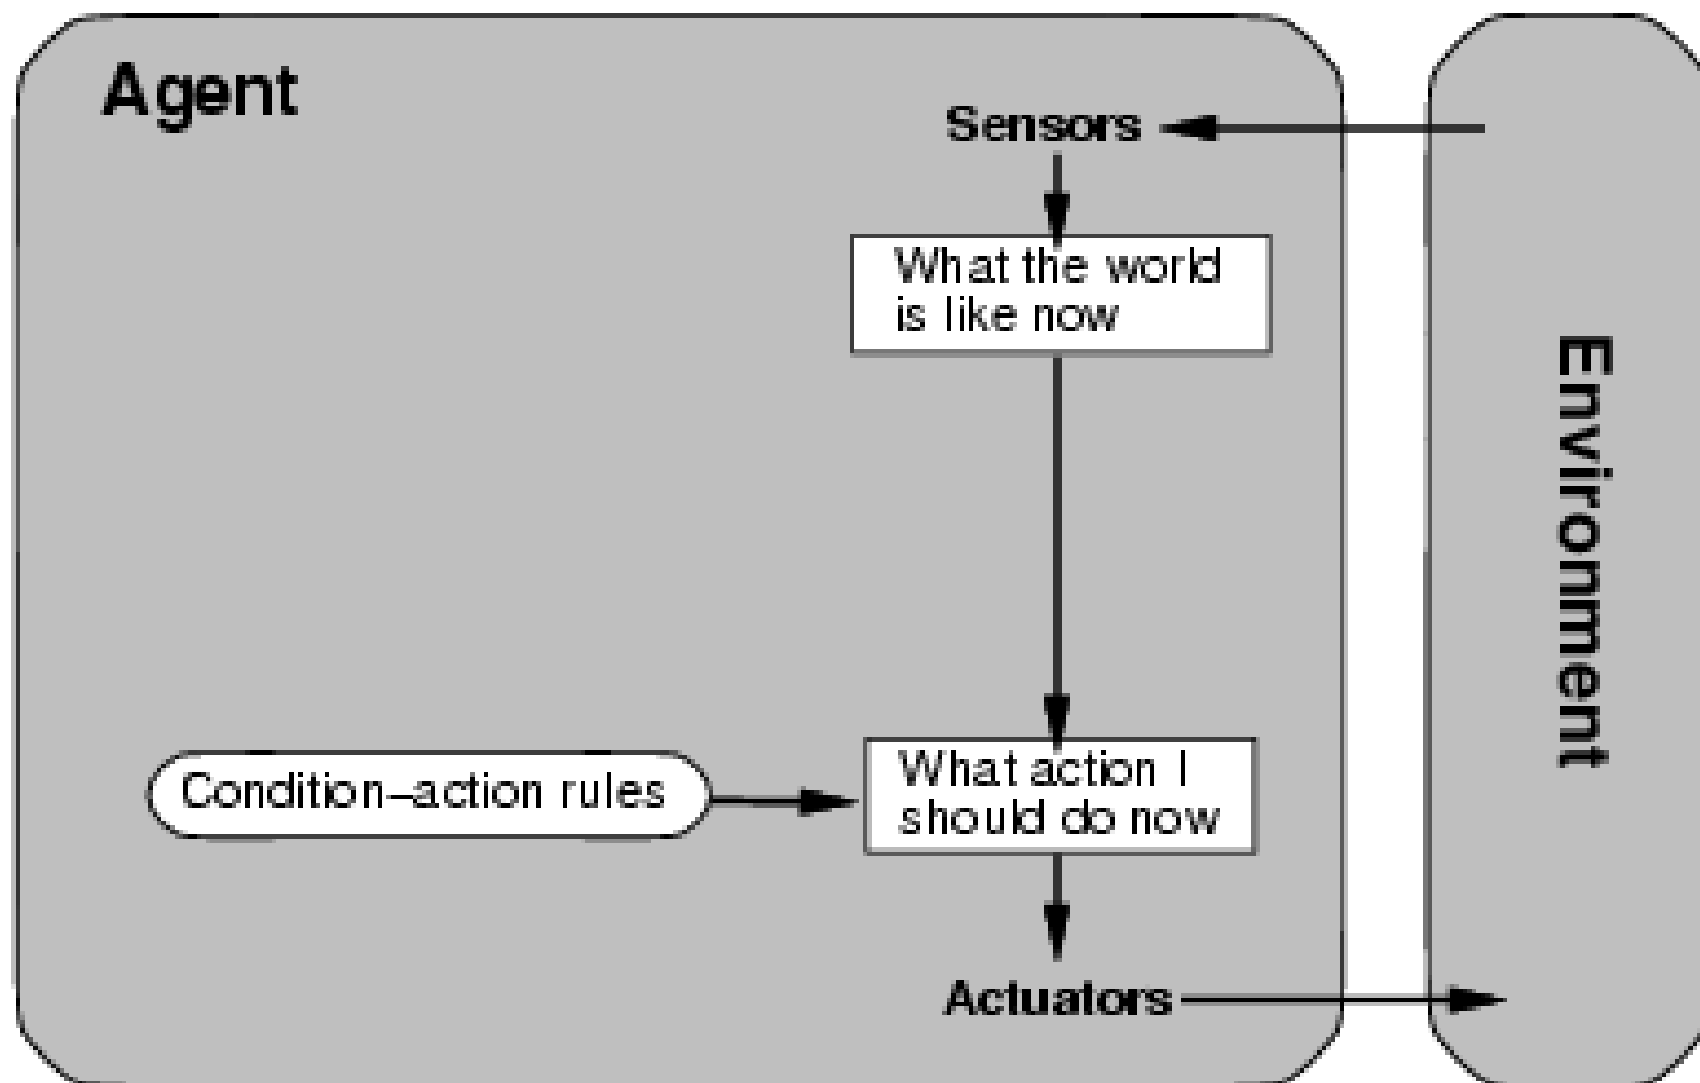 Agent
Sensors
What the world
is like now
Environment
Condition–action rules
What action I
should do now
Actuators